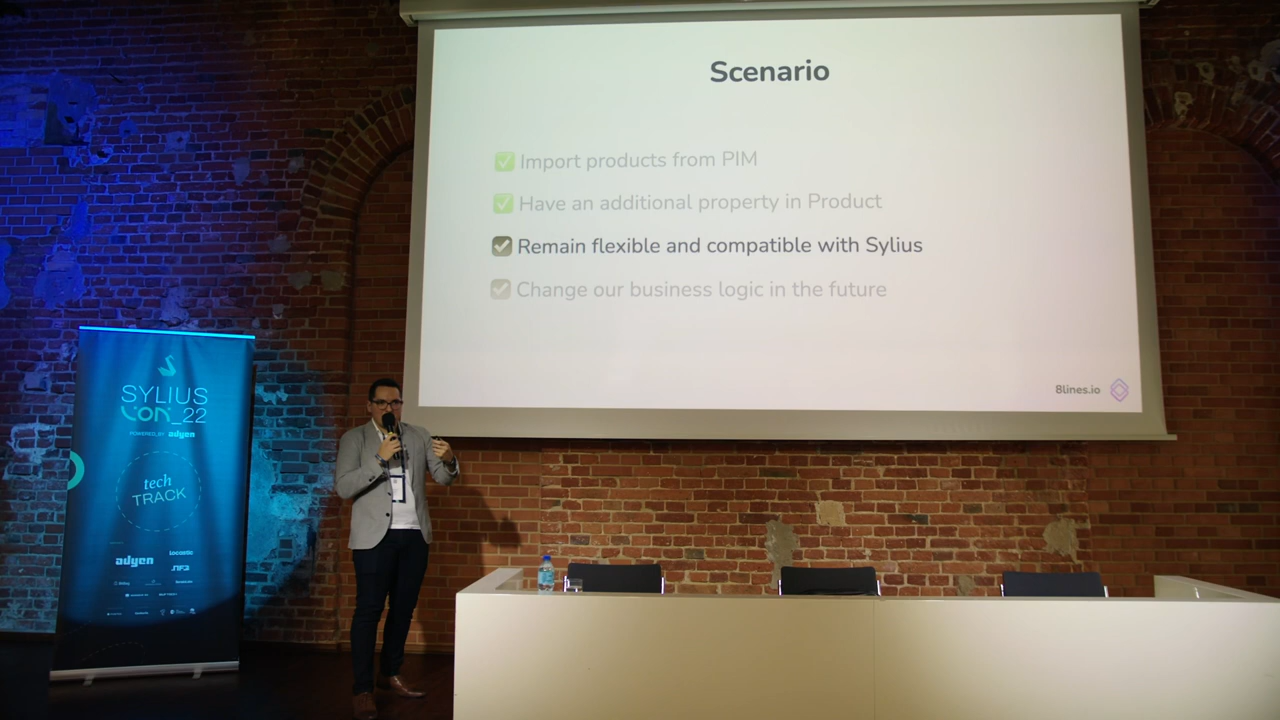 Scenario
Import products from PIM
Have an additional property in Product
Remain flexible and compatible with Sylius
Change our business logic in the future
8lines.io
SYLIUS
CON_22
POWERED BY adyen
tech
TRACK
adyen
locastic